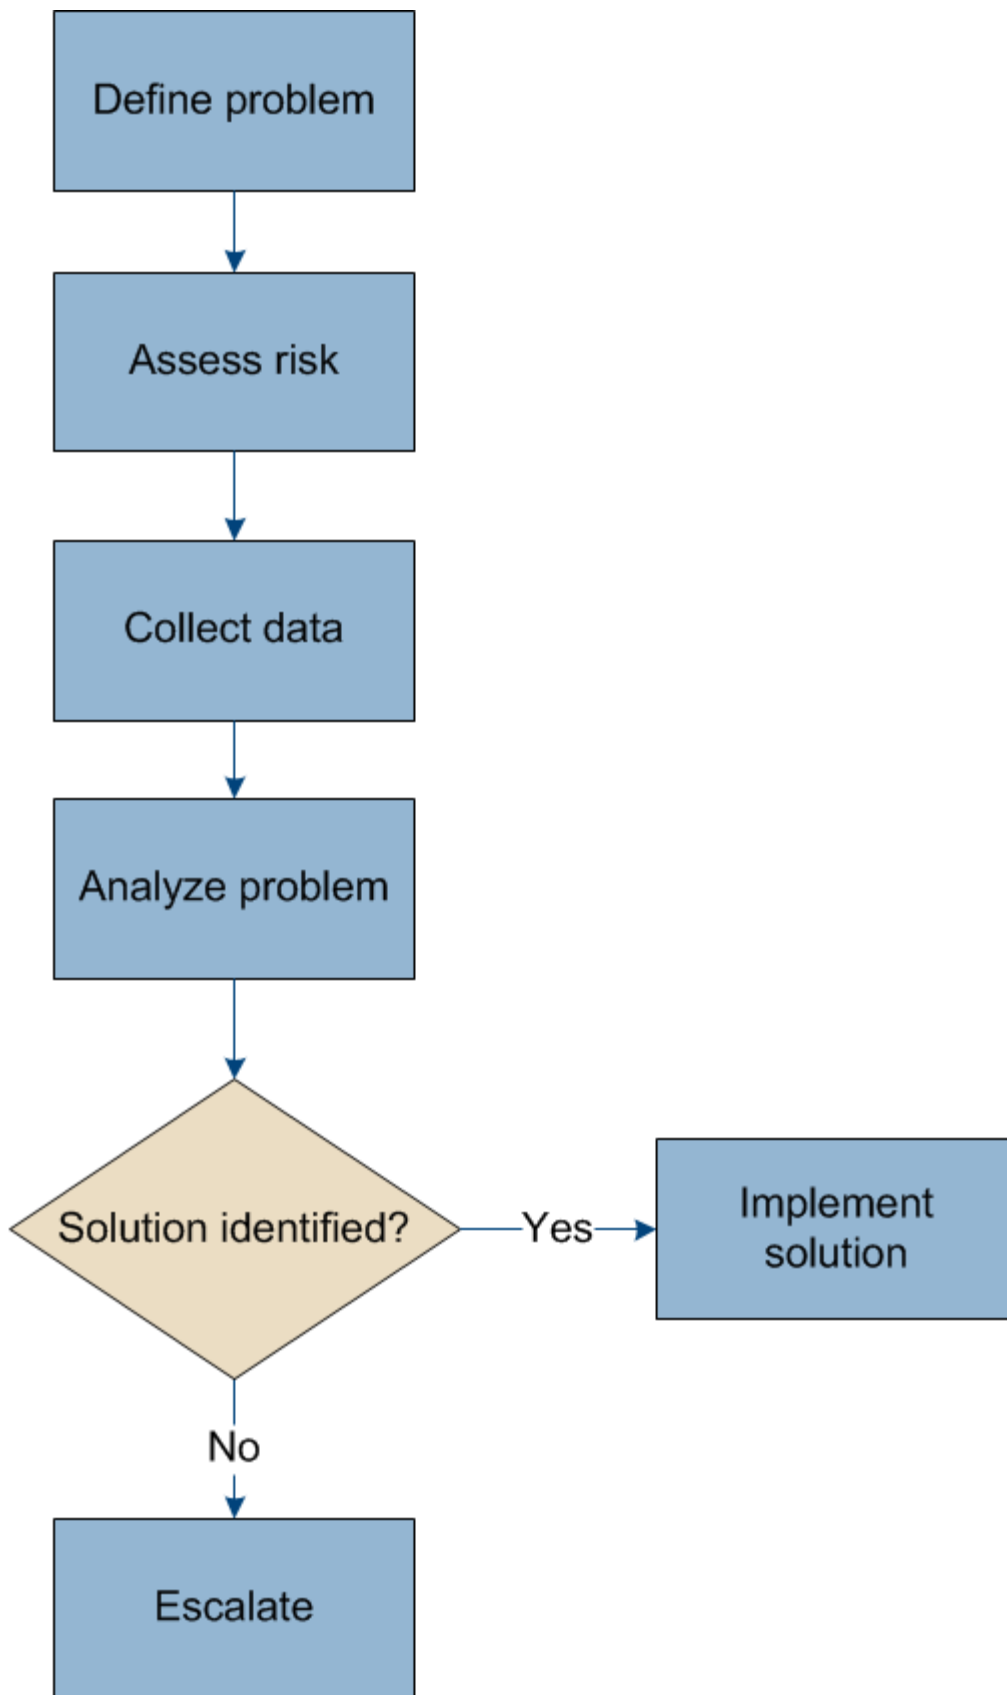 Define problem
Assess risk
Collect data
Analyze problem
Solution identified?
Yes
Implement
solution
No
Escalate